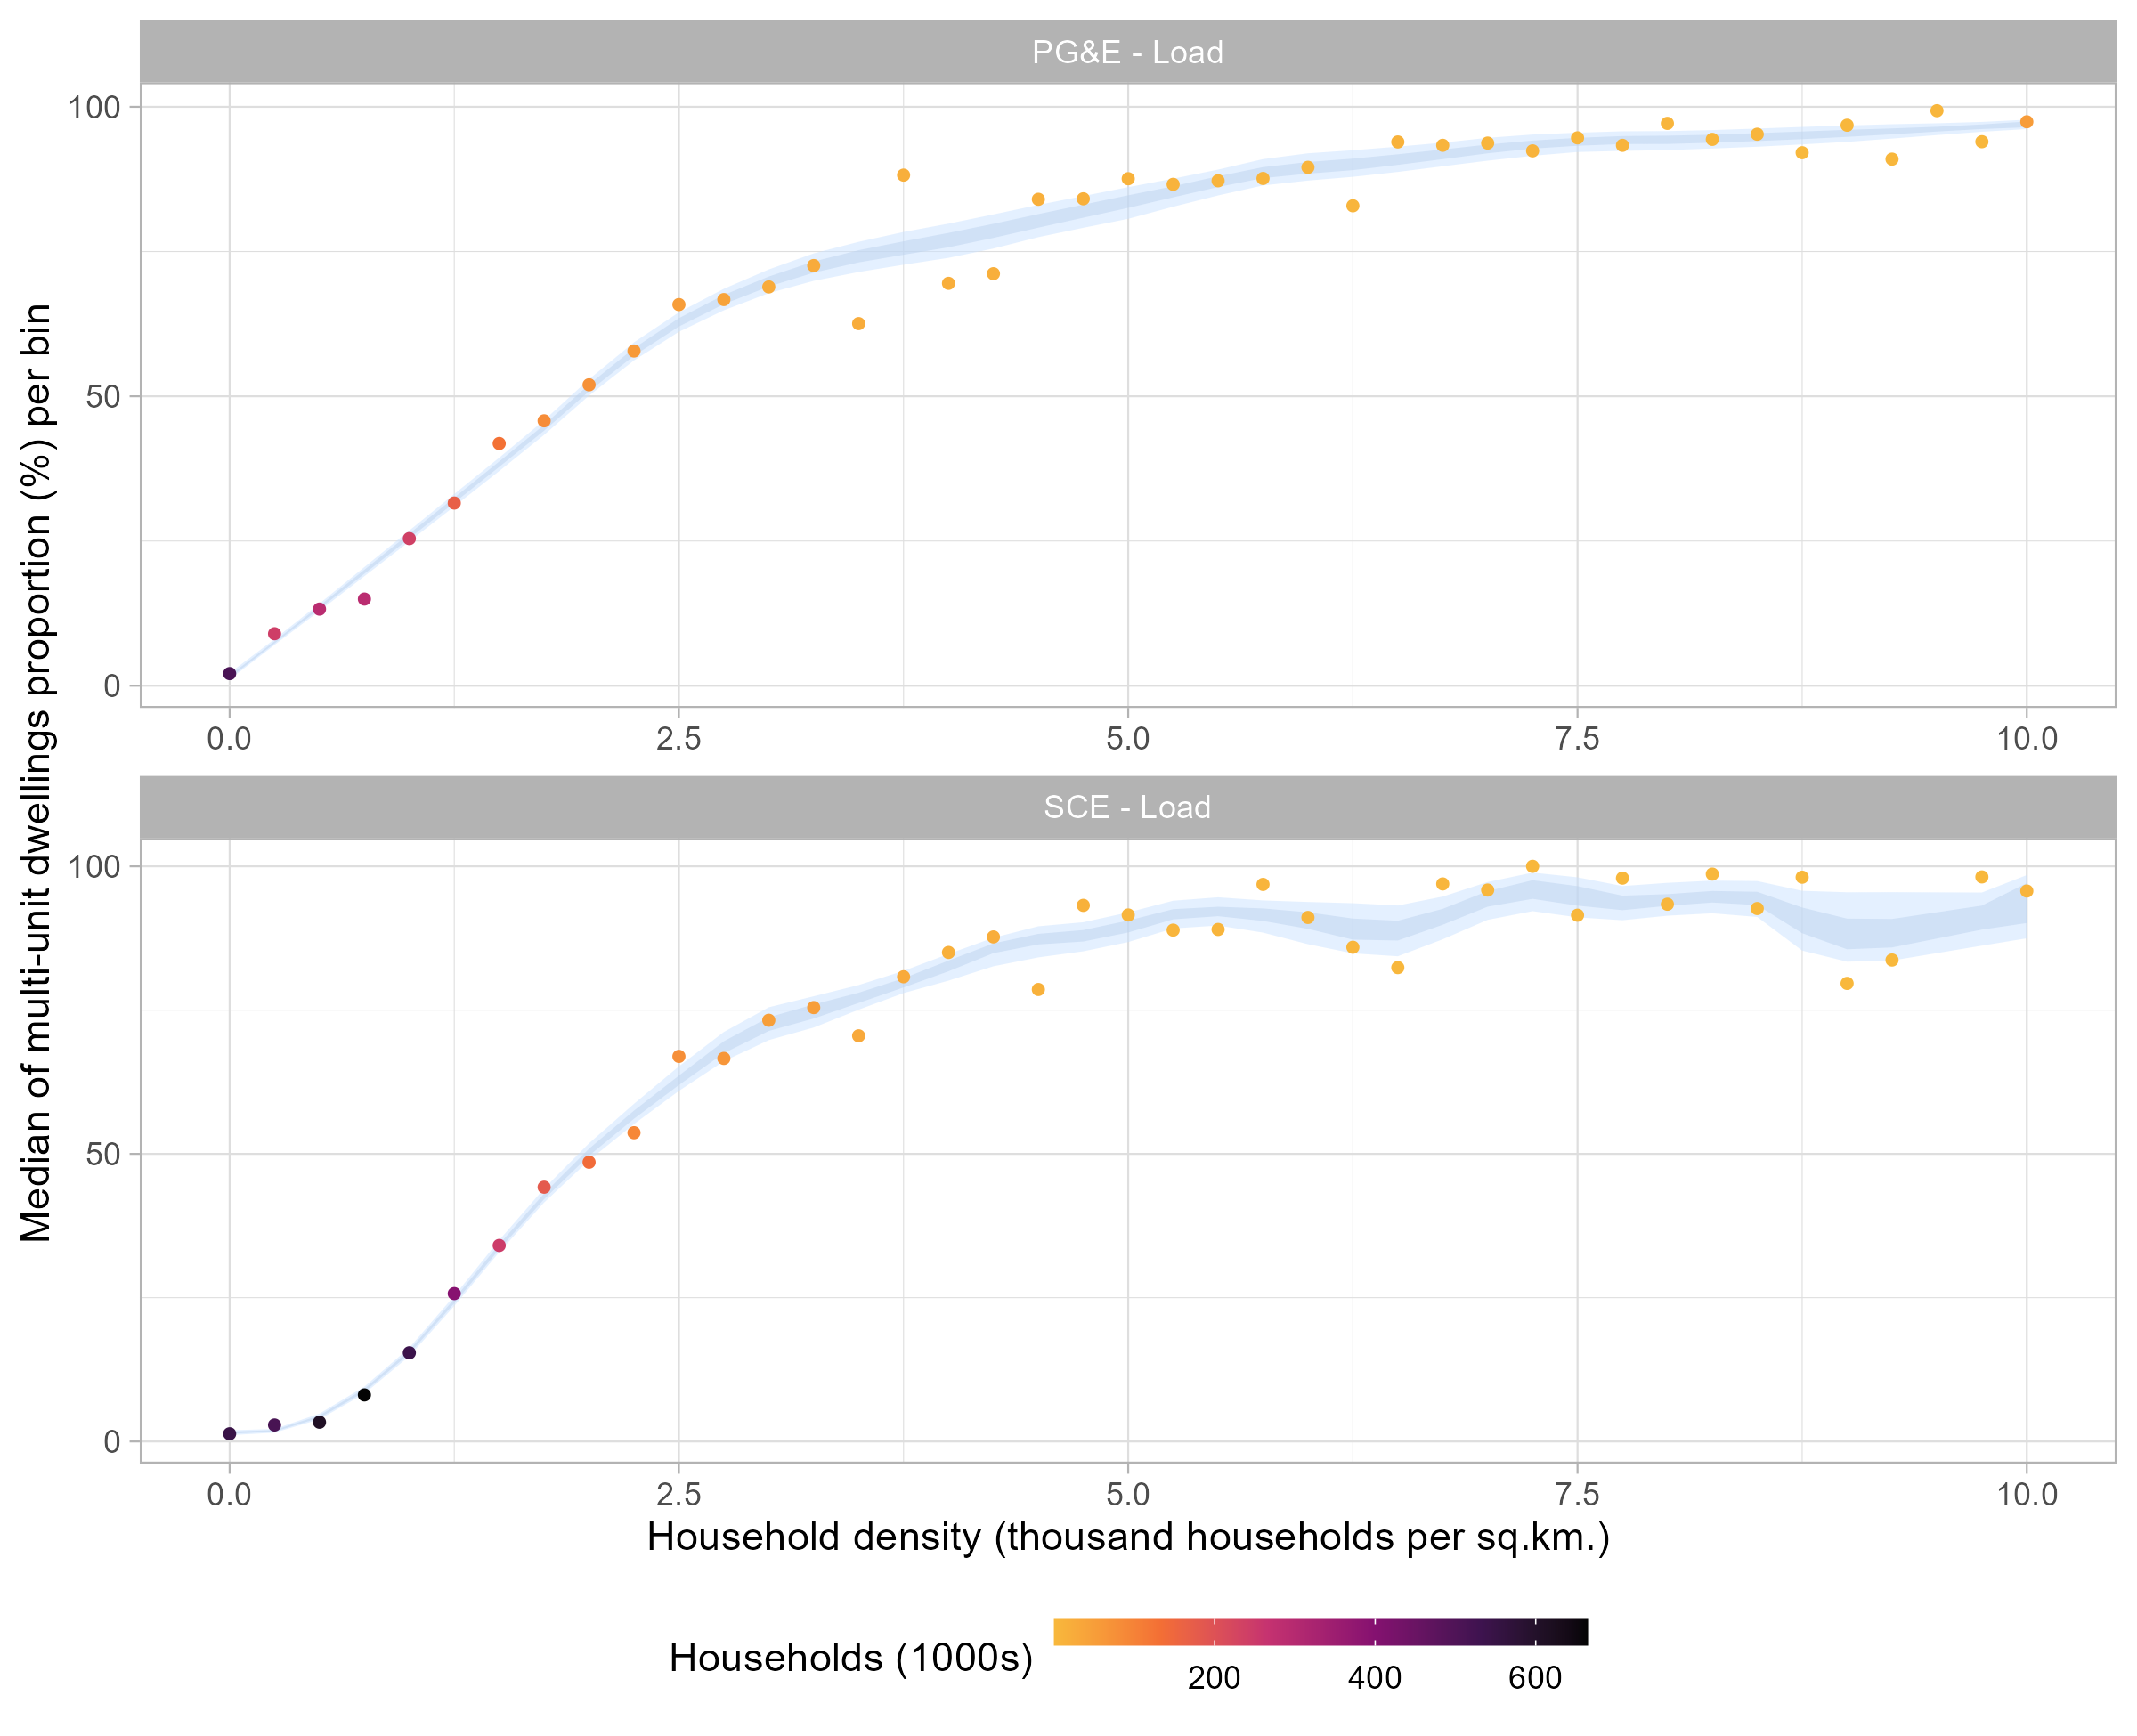 PG&E - Load
100
50
0
0.0 2.5 5.0 7.5 10.0
Median of multi-unit dwellings proportion (%) per bin
SCE - Load
100
50
0
0.0 2.5 5.0 7.5 10.0
Household density (thousand households per sq.km.)
Households (1000s)
200 400 600